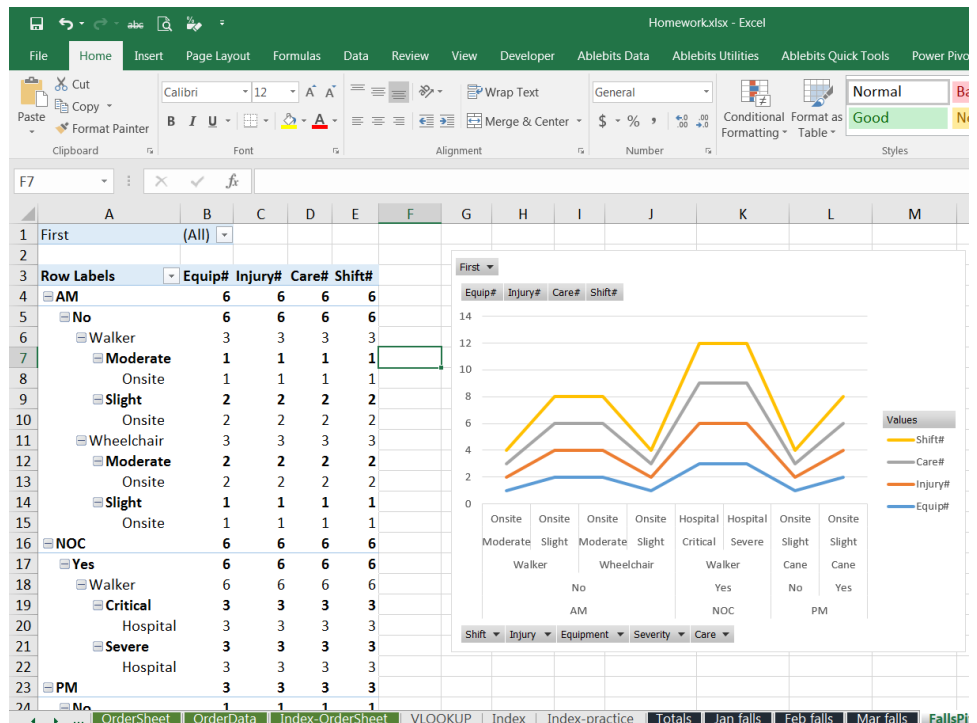 abc
Homework.xlsx - Excel
File Home Insert Page Layout Formulas Data Review View Developer Ablebits Data Ablebits Utilities Ablebits Quick Tools Power Pivo
Paste
Cut
Copy
Format Painter
Clipboard
Calibri 12
B I U
Font
Wrap Text
Merge & Center
Alignment
General
$ % ,
Number
Conditional Formatting
Format as Table
Normal Ba
Good N
Styles
F7 fx
A B C D E F G H I J K L M
1 First (All)
2
3 Row Labels Equip# Injury# Care# Shift#
4 AM 6 6 6 6
5 No 6 6 6 6
6 Walker 3 3 3 3
7 Moderate 1 1 1 1
8 Onsite 1 1 1 1
9 Slight 2 2 2 2
10 Onsite 2 2 2 2
11 Wheelchair 3 3 3 3
12 Moderate 2 2 2 2
13 Onsite 2 2 2 2
14 Slight 1 1 1 1
15 Onsite 1 1 1 1
16 NOC 6 6 6 6
17 Yes 6 6 6 6
18 Walker 6 6 6 6
19 Critical 3 3 3 3
20 Hospital 3 3 3 3
21 Severe 3 3 3 3
22 Hospital 3 3 3 3
23 PM 3 3 3 3
24 No 1 1 1 1
First
Equip# Injury# Care# Shift#
14
12
10
8
6
4
2
0
Values
Shift#
Care#
Injury#
Equip#
Onsite Onsite Onsite Onsite Hospital Hospital Onsite Onsite
Moderate Slight Moderate Slight Critical Severe Slight Slight
Walker Wheelchair Walker Cane Cane
No Yes No Yes
AM NOC PM
Shift Injury Equipment Severity Care
... OrderSheet OrderData Index-OrderSheet VLOOKUP Index Index-practice Totals Jan falls Feb falls Mar falls FallsPi